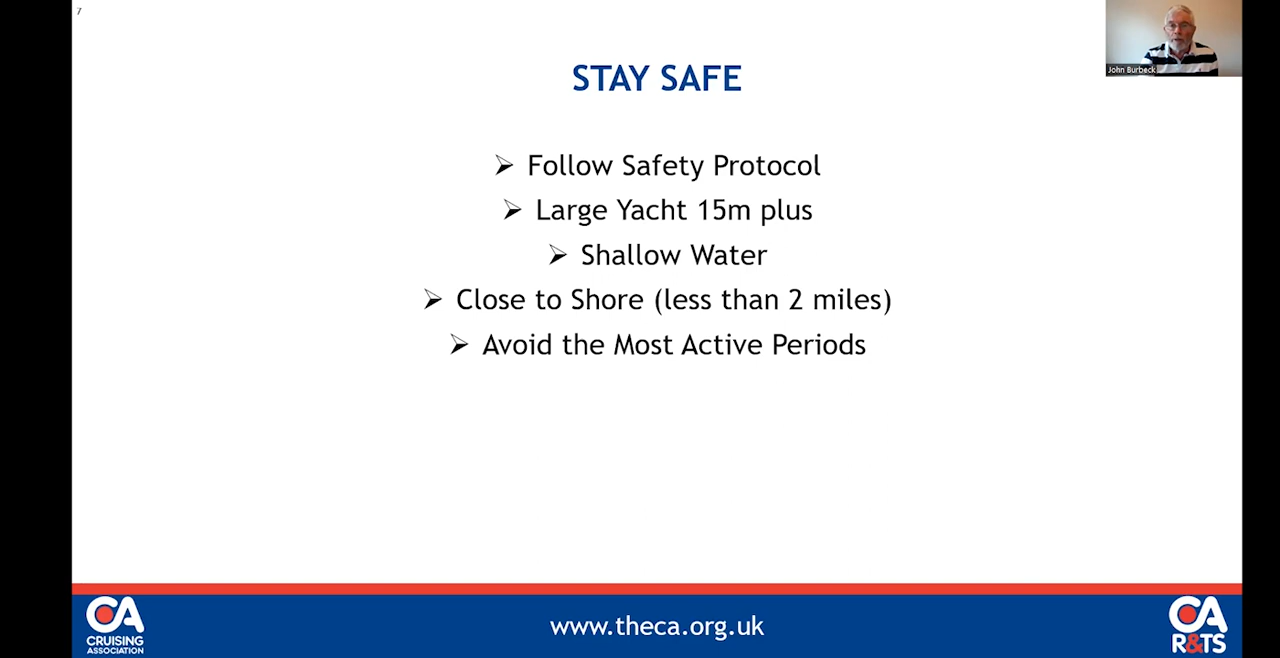 7
John Burbeck
STAY SAFE
➢ Follow Safety Protocol
➢ Large Yacht 15m plus
➢ Shallow Water
➢ Close to Shore (less than 2 miles)
➢ Avoid the Most Active Periods
CA
CRUISING
ASSOCIATION
www.theca.org.uk
CA
R&TS